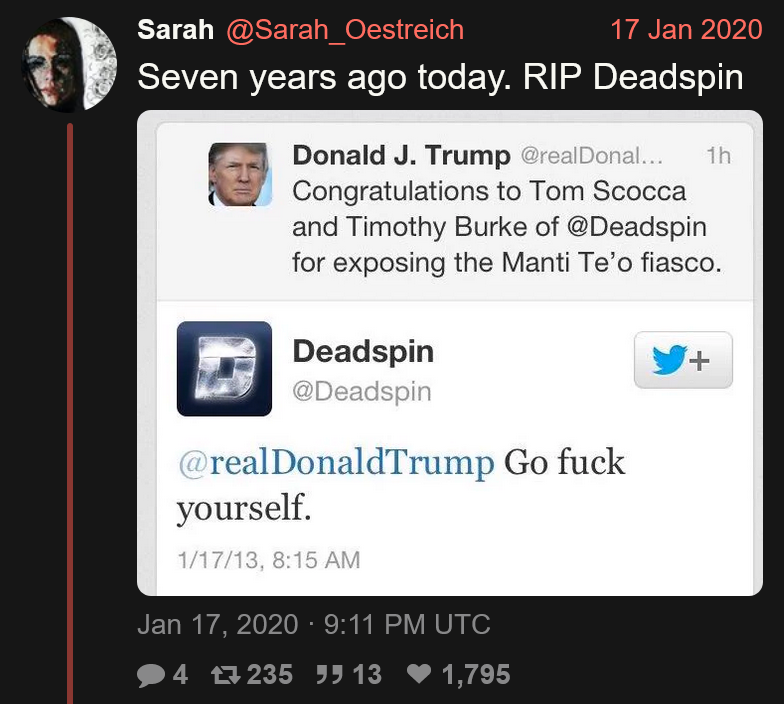 Sarah @Sarah_Oestreich 17 Jan 2020
Seven years ago today. RIP Deadspin
Donald J. Trump @realDonal... 1h
Congratulations to Tom Scocca
and Timothy Burke of @Deadspin
for exposing the Manti Te’o fiasco.
D
Deadspin
@Deadspin
+
@realDonaldTrump Go fuck
yourself.
1/17/13, 8:15 AM
Jan 17, 2020 · 9:11 PM UTC
4 235 13 1,795